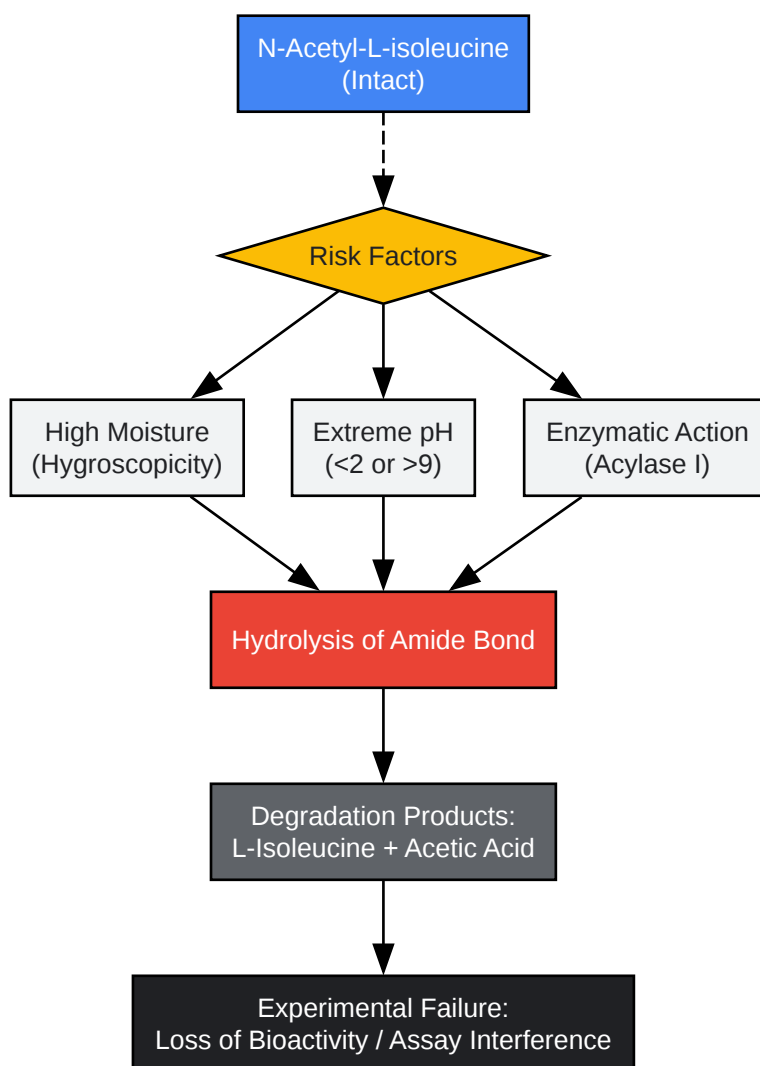 N-Acetyl-L-isoleucine
(Intact)
Risk Factors
High Moisture
(Hygroscopicity)
Extreme pH
(<2 or >9)
Enzymatic Action
(Acylase I)
Hydrolysis of Amide Bond
Degradation Products:
L-Isoleucine + Acetic Acid
Experimental Failure:
Loss of Bioactivity / Assay Interference